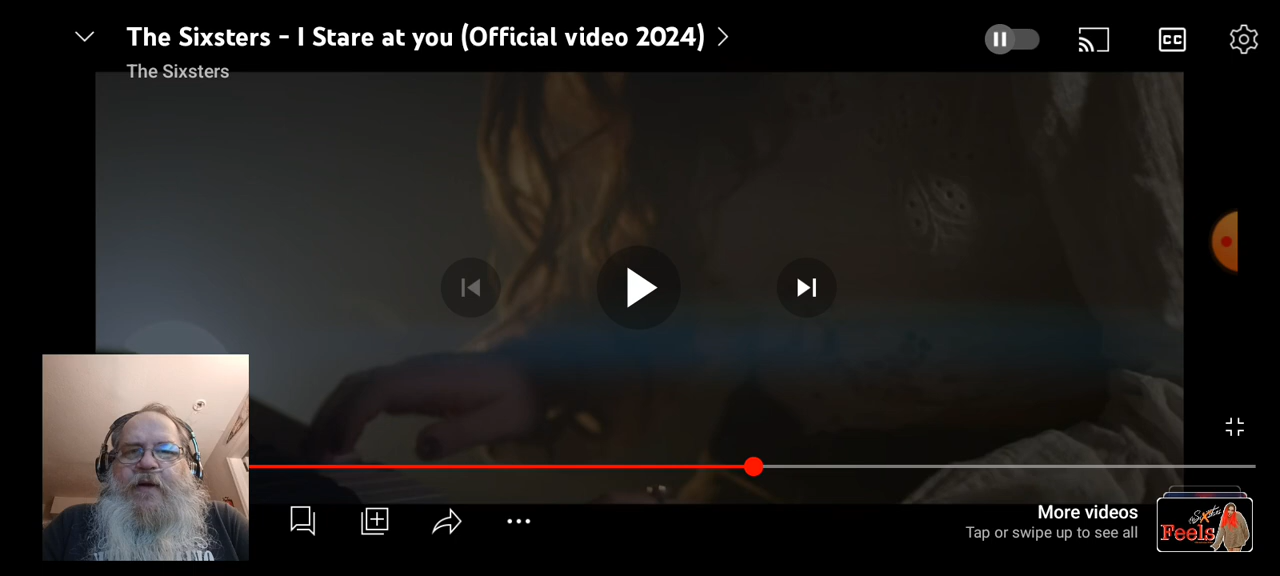 The Sixsters - I Stare at you (Official video 2024)
The Sixsters
CC
More videos
Tap or swipe up to see all
Feels